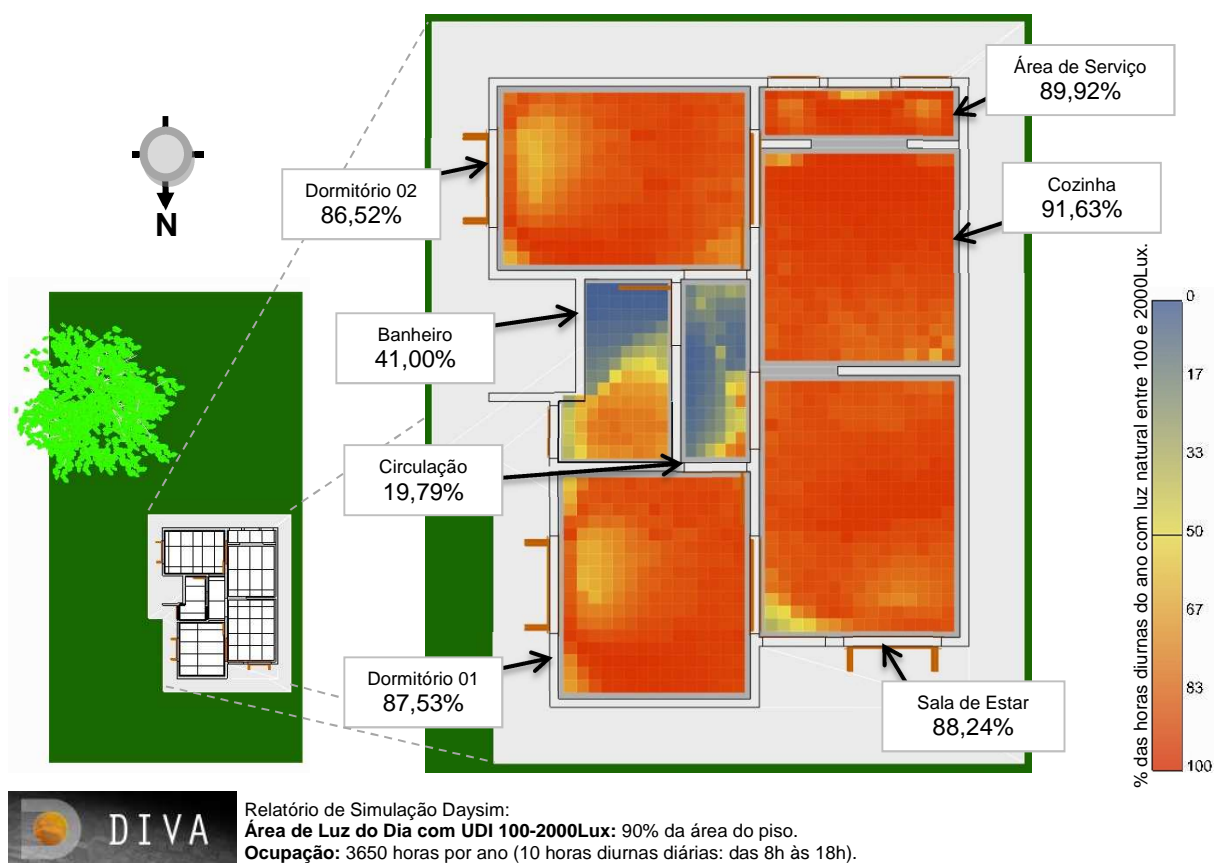 Área de Serviço
89,92%
Cozinha
91,63%
Dormitório 02
86,52%
N
Banheiro
41,00%
Circulação
19,79%
Dormitório 01
87,53%
Sala de Estar
88,24%
% das horas diurnas do ano com luz natural entre 100 e 2000Lux.
0
17
33
50
67
83
100
D DIVA
Relatório de Simulação Daysim:
Área de Luz do Dia com UDI 100-2000Lux: 90% da área do piso.
Ocupação: 3650 horas por ano (10 horas diurnas diárias: das 8h às 18h).